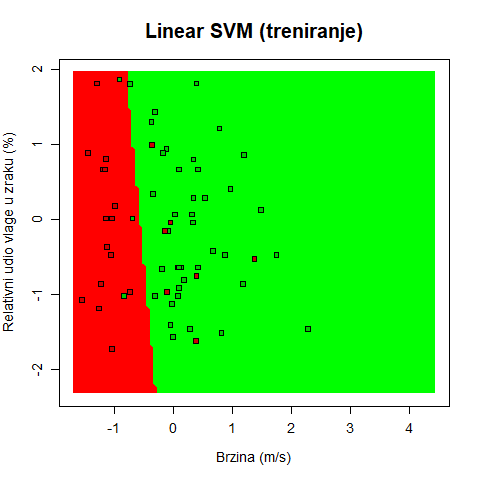 Linear SVM (treniranje)
Relativni udio vlage u zraku (%)
2
1
0
-1
-2
-1 0 1 2 3 4
Brzina (m/s)